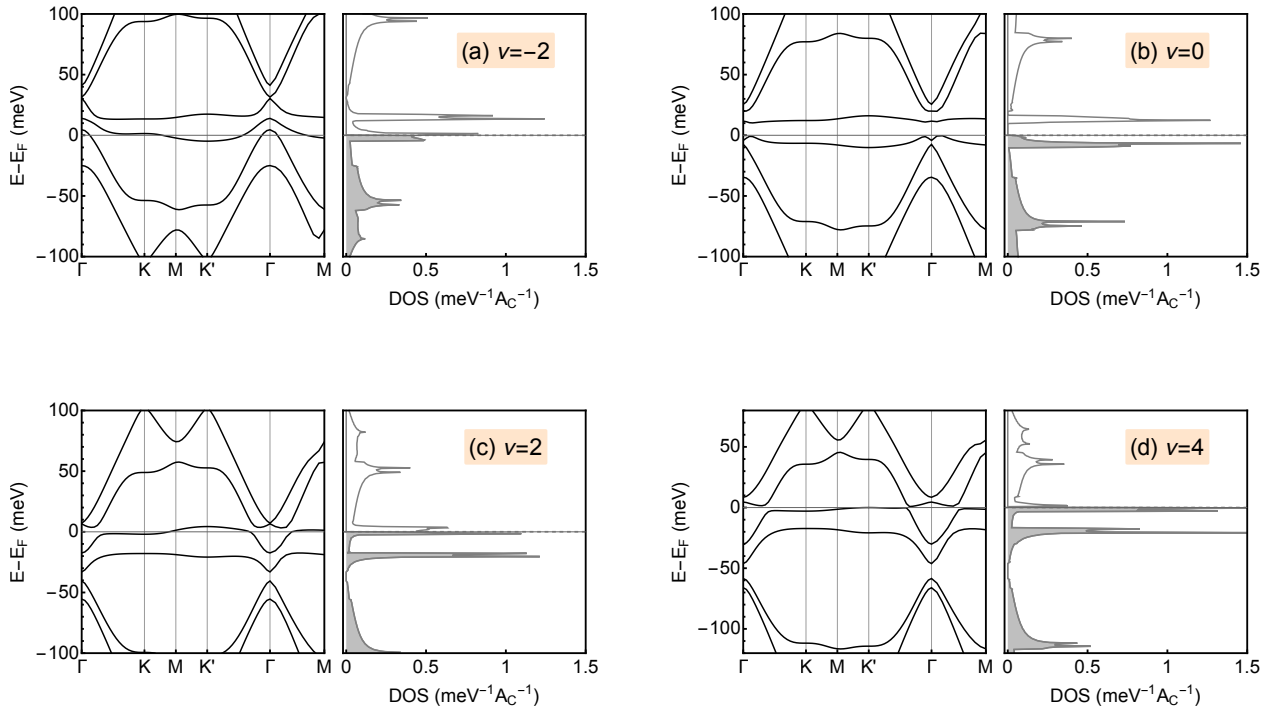 100
50
0
−50
−100
E−E_F (meV)
Γ K M K' Γ M
0 0.5 1 1.5
DOS (meV⁻¹A_C⁻¹)
(a) ν=−2
100
50
0
−50
−100
E−E_F (meV)
Γ K M K' Γ M
0 0.5 1 1.5
DOS (meV⁻¹A_C⁻¹)
(b) ν=0
100
50
0
−50
−100
E−E_F (meV)
Γ K M K' Γ M
0 0.5 1 1.5
DOS (meV⁻¹A_C⁻¹)
(c) ν=2
50
0
−50
−100
E−E_F (meV)
Γ K M K' Γ M
0 0.5 1 1.5
DOS (meV⁻¹A_C⁻¹)
(d) ν=4